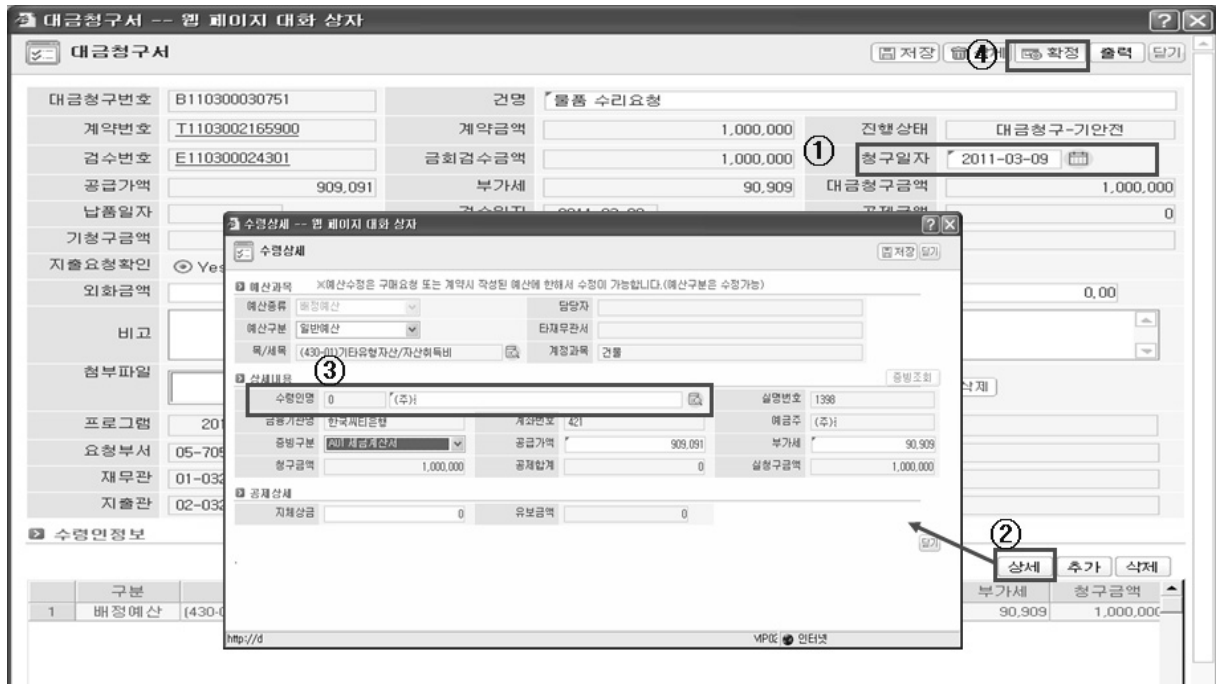 대금청구서 -- 웹 페이지 대화 상자
대금청구서 저장 ④ 확정 출력 닫기
대금청구번호 B110300030751 건명 물품 수리요청
계약번호 T1103002165900 계약금액 1,000,000 진행상태 대금청구-기안전
검수번호 E110300024301 금회검수금액 1,000,000 ① 청구일자 2011-03-09
공급가액 909,091 부가세 90,909 대금청구금액 1,000,000
납품일자 0
기청구금액
지출요청확인 Yes
외화금액 0,00
비고
첨부파일 삭제
프로그램 201
요청부서 05-705
재무관 01-032
지출관 02-032
수령인정보
② 상세 추가 삭제
구분 부가세 청구금액
1 배정예산 (430-0 90,909 1,000,000
수령상세 -- 웹 페이지 대화 상자
수령상세 저장 닫기
예산과목 ※예산수정은 구매요청 또는 계약시 작성된 예산에 한해서 수정이 가능합니다.(예산구분은 수정가능)
예산종류 배정예산 담당자
예산구분 일반예산 타재무관서
목/세목 (430-01)기타유형자산/자산취득비 계정과목 건물
상세내용 ③ 증빙조회
수령인명 0 (주) 실명번호 1398
금융기관명 한국씨티은행 계좌번호 421 예금주 (주)
증빙구분 A01 세금계산서 공급가액 909,091 부가세 90,909
청구금액 1,000,000 공제합계 0 실청구금액 1,000,000
공제상세
지체상금 0 유보금액 0
닫기
http://d 인터넷